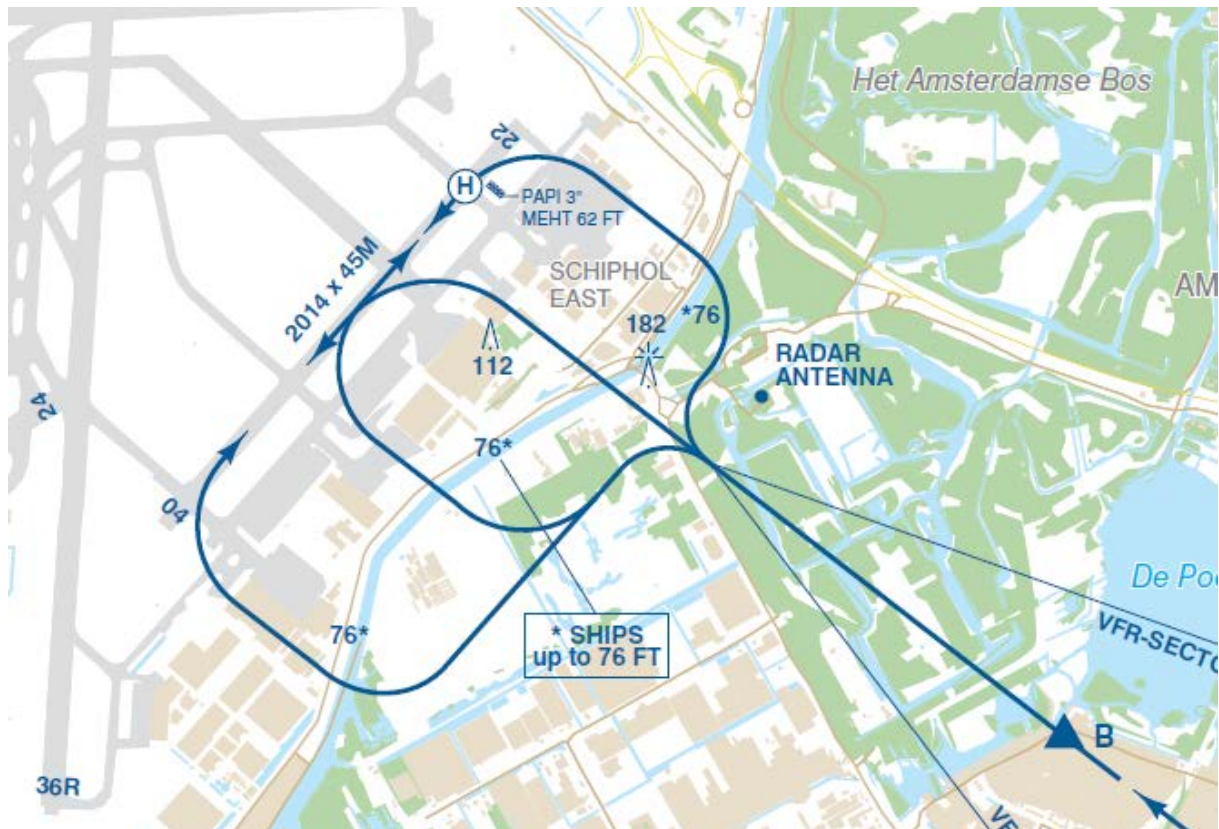 Het Amsterdamse Bos
22
H
PAPI 3°
MEHT 62 FT
2014 x 45M
SCHIPHOL
EAST
AM
182
*76
112
RADAR
ANTENNA
24
76*
04
De Poe
* SHIPS
up to 76 FT
76*
VFR-SECTO
B
36R
VF